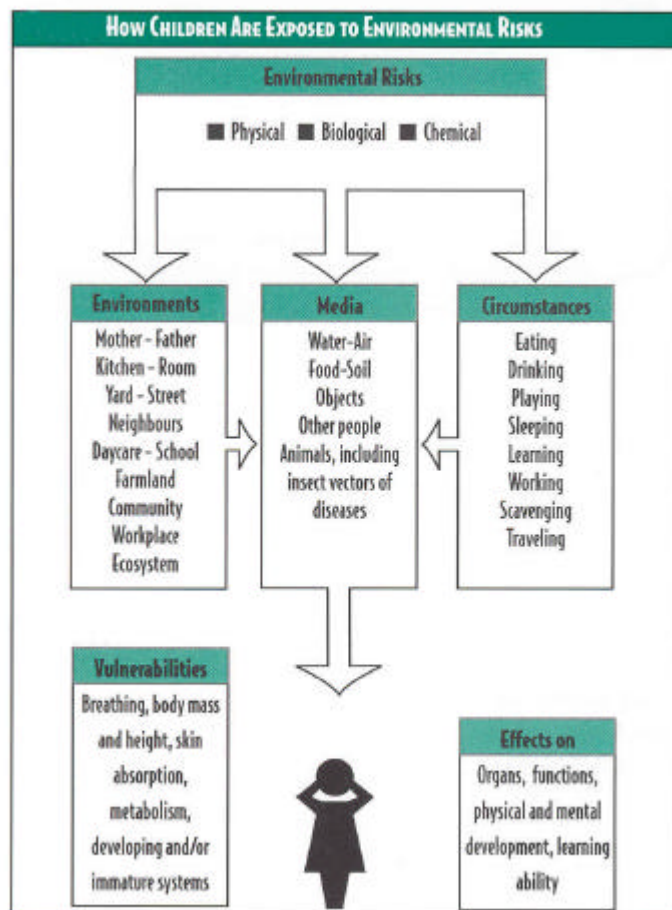 HOW CHILDREN ARE EXPOSED TO ENVIRONMENTAL RISKS
Environmental Risks
■ Physical ■ Biological ■ Chemical
Environments
Mother - Father
Kitchen - Room
Yard - Street
Neighbours
Daycare - School
Farmland
Community
Workplace
Ecosystem
Media
Water-Air
Food-Soil
Objects
Other people
Animals, including
insect vectors of
diseases
Circumstances
Eating
Drinking
Playing
Sleeping
Learning
Working
Scavenging
Traveling
Vulnerabilities
Breathing, body mass
and height, skin
absorption,
metabolism,
developing and/or
immature systems
Effects on
Organs, functions,
physical and mental
development, learning
ability